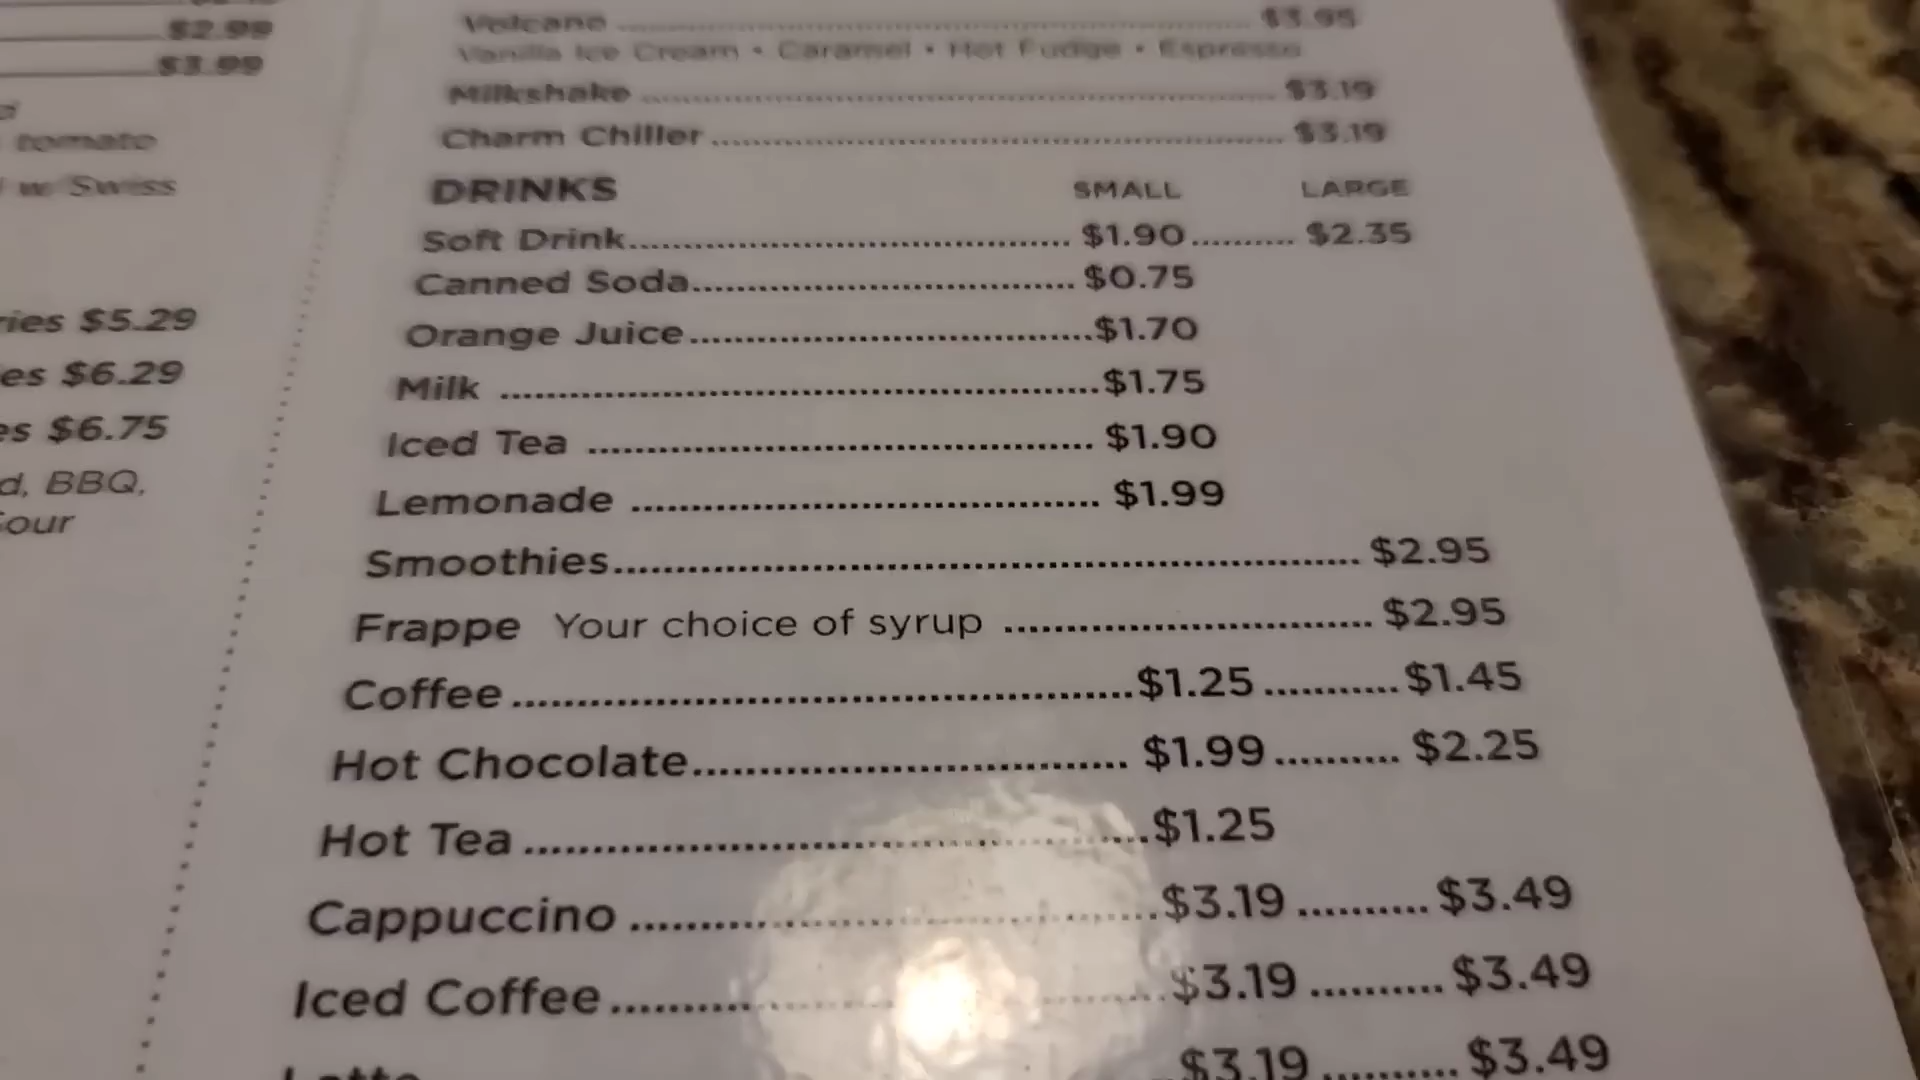 $2.99
$3.99
tomato
w/ Swiss
ries $5.29
es $6.29
es $6.75
d, BBQ,
Sour
Volcano ........ $3.95
Vanilla Ice Cream • Caramel • Hot Fudge • Espresso
Milkshake ........ $3.19
Charm Chiller ........ $3.19
DRINKS SMALL LARGE
Soft Drink ........ $1.90 ........ $2.35
Canned Soda ........ $0.75
Orange Juice ........ $1.70
Milk ........ $1.75
Iced Tea ........ $1.90
Lemonade ........ $1.99
Smoothies ........ $2.95
Frappe Your choice of syrup ........ $2.95
Coffee ........ $1.25 ........ $1.45
Hot Chocolate ........ $1.99 ........ $2.25
Hot Tea ........ $1.25
Cappuccino ........ $3.19 ........ $3.49
Iced Coffee ........ $3.19 ........ $3.49
Latte ........ $3.19 ........ $3.49